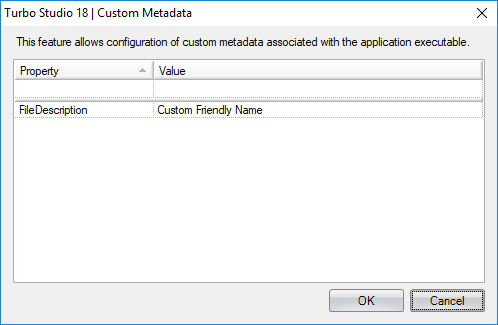 Turbo Studio 18 | Custom Metadata
This feature allows configuration of custom metadata associated with the application executable.
Property Value
FileDescription Custom Friendly Name
OK Cancel